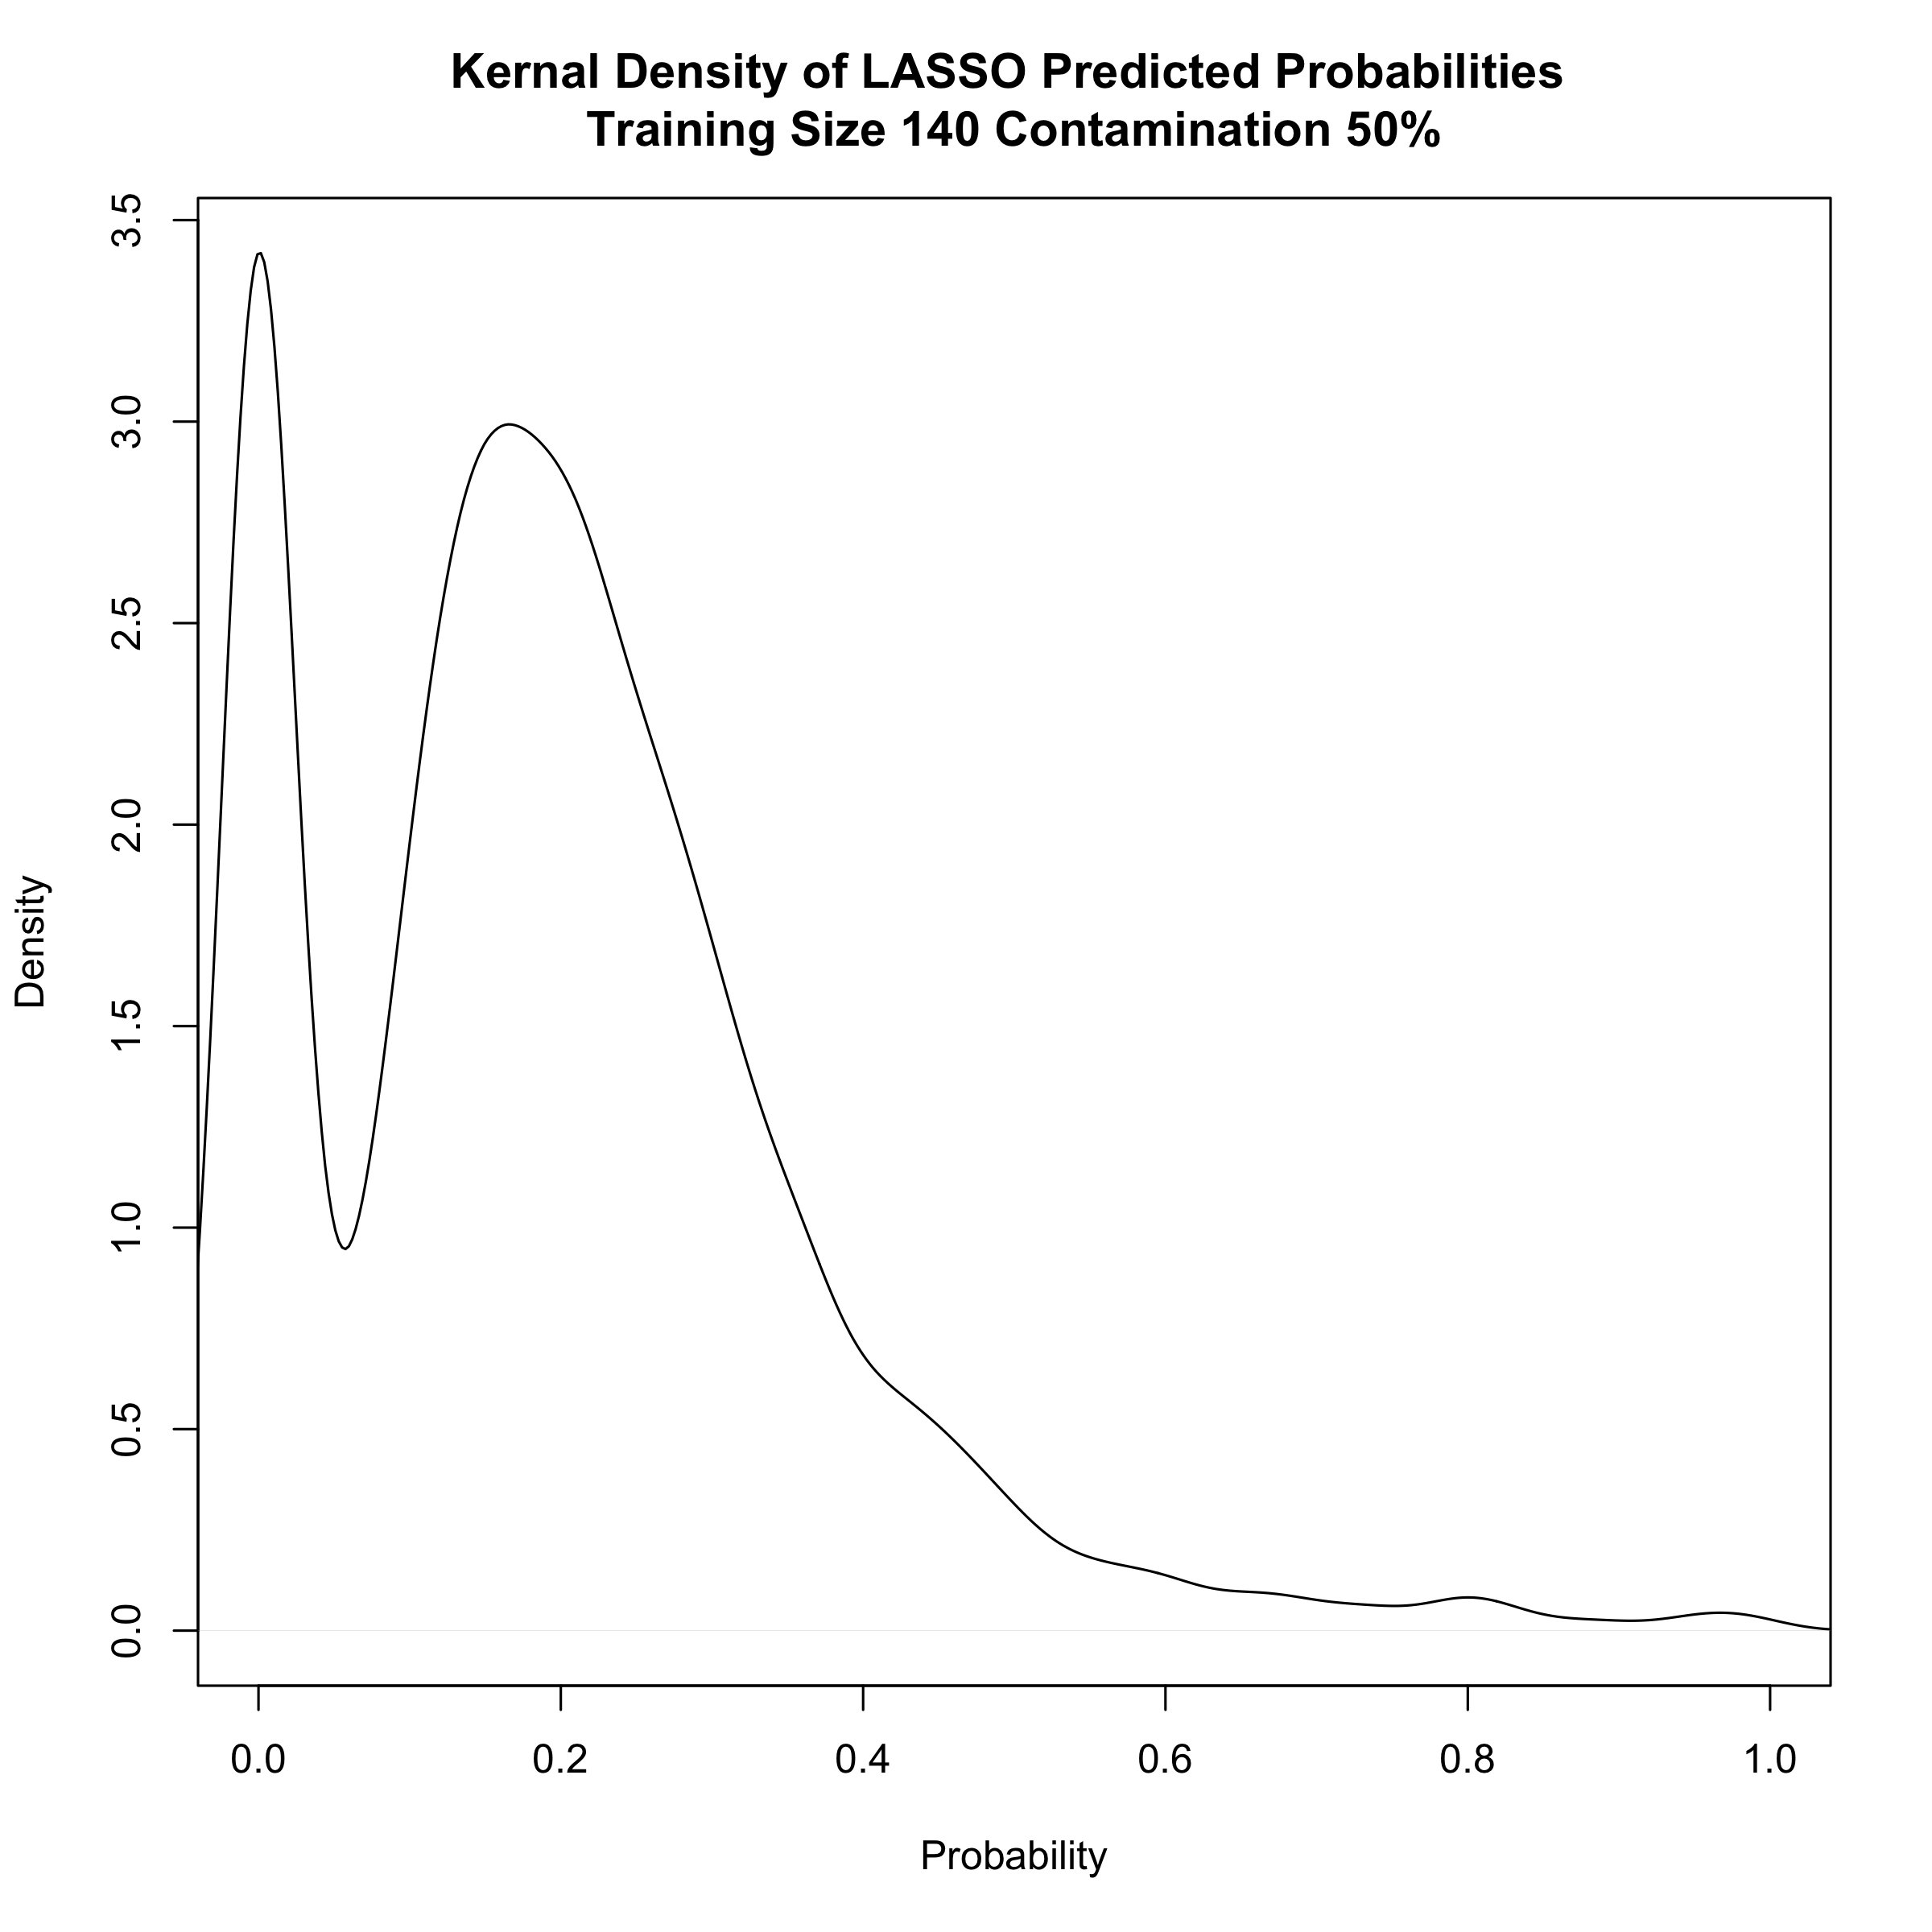 Kernal Density of LASSO Predicted Probabilities
Training Size 140 Contamination 50%
3.5
3.0
2.5
2.0
1.5
1.0
0.5
0.0
Density
0.0 0.2 0.4 0.6 0.8 1.0
Probability